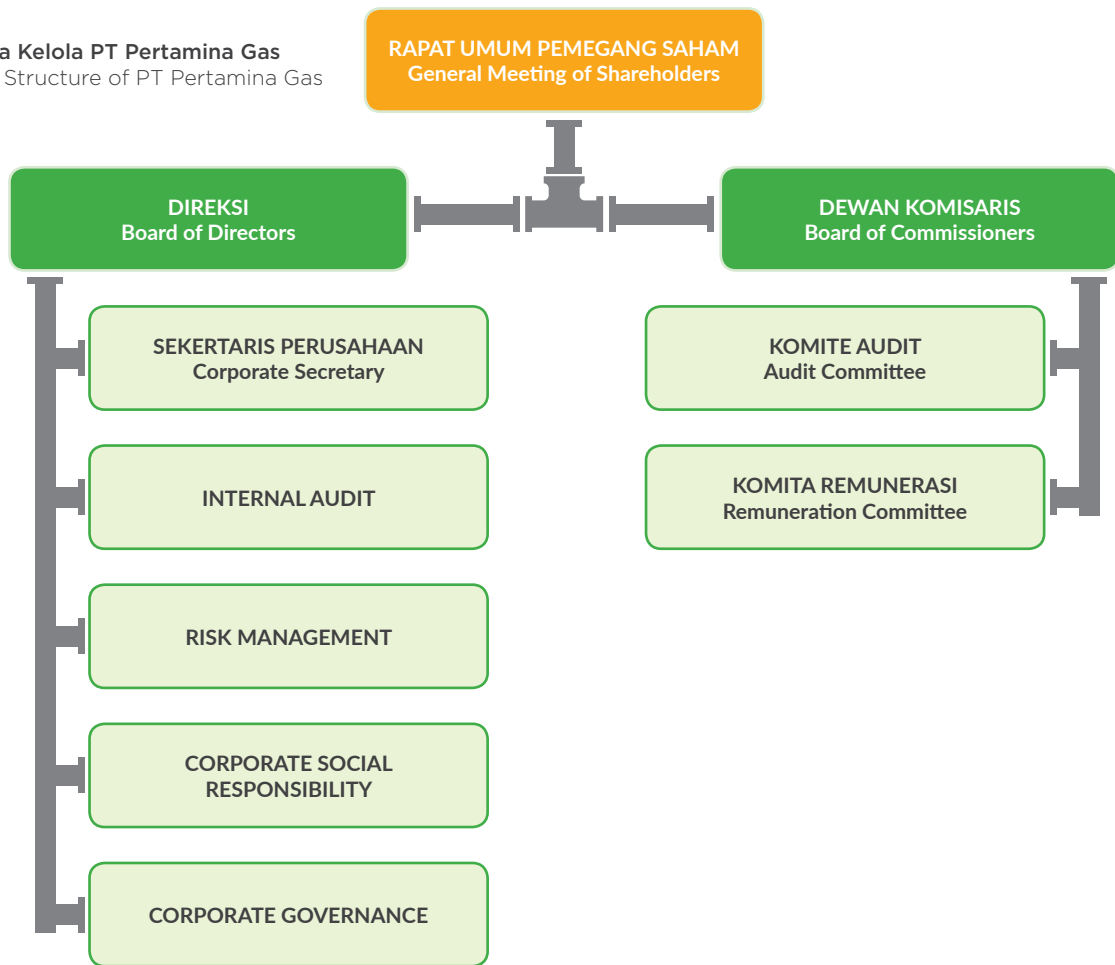 a Kelola PT Pertamina Gas
Structure of PT Pertamina Gas
RAPAT UMUM PEMEGANG SAHAM
General Meeting of Shareholders
DIREKSI
Board of Directors
DEWAN KOMISARIS
Board of Commissioners
SEKERTARIS PERUSAHAAN
Corporate Secretary
KOMITE AUDIT
Audit Committee
INTERNAL AUDIT
KOMITA REMUNERASI
Remuneration Committee
RISK MANAGEMENT
CORPORATE SOCIAL
RESPONSIBILITY
CORPORATE GOVERNANCE